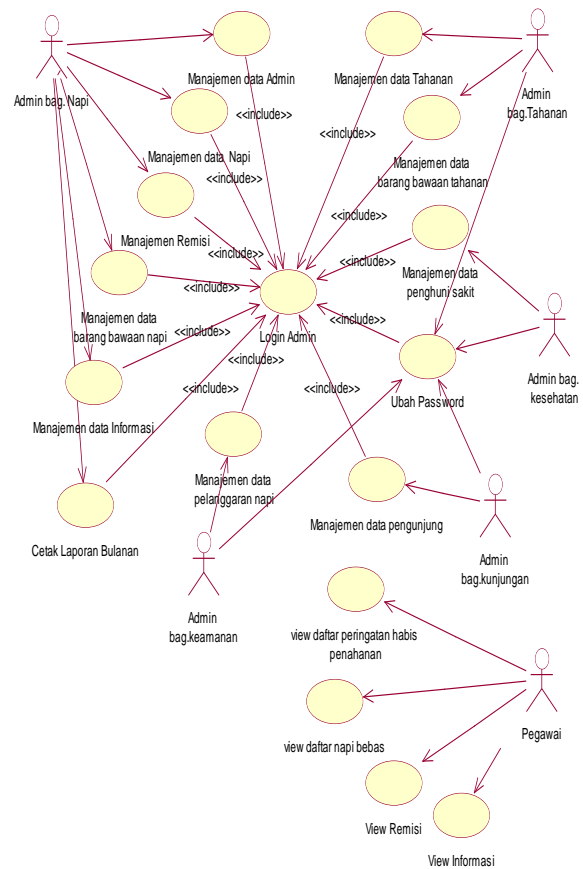 Manajemen data Admin
Manajemen data Tahanan
Admin bag. Napi
Admin
bag.Tahanan
<<include>>
<<include>>
Manajemen data Napi
Manajemen data
barang bawaan tahanan
<<include>>
<<include>>
Manajemen Remisi
<<include>>
<<include>>
Manajemen data
penghuni sakit
<<include>>
Manajemen data
barang bawaan napi
<<include>>
Login Admin
<<include>>
<<include>>
Admin bag.
kesehatan
<<include>>
<<include>>
Ubah Password
Manajemen data Informasi
Manajemen data
pelanggaran napi
Manajemen data pengunjung
Cetak Laporan Bulanan
Admin
bag.kunjungan
Admin
bag.keamanan
view daftar peringatan habis
penahanan
Pegawai
view daftar napi bebas
View Remisi
View Informasi